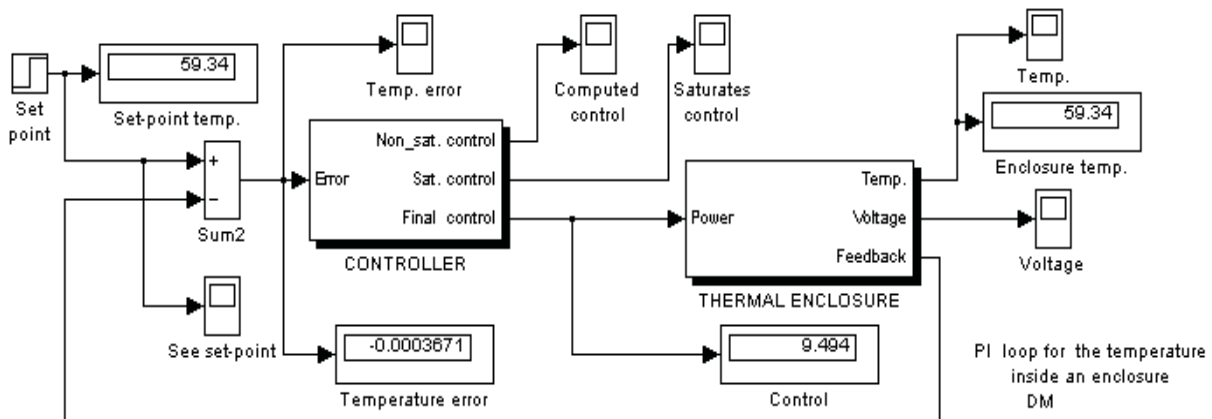 59.34
Set
point
Set-point temp.
Temp. error
Computed
control
Saturates
control
Temp.
59.34
Enclosure temp.
+
−
Sum2
Error
Non_sat. control
Sat. control
Final control
CONTROLLER
Power
Temp.
Voltage
Feedback
THERMAL ENCLOSURE
Voltage
See set-point
-0.0003671
Temperature error
9.494
Control
PI loop for the temperature
inside an enclosure
DM